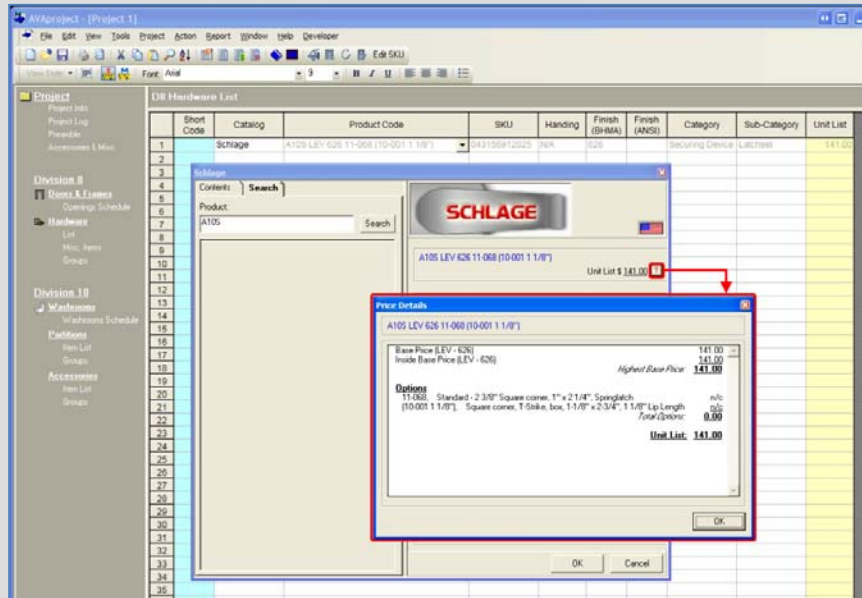 AVAproject - [Project 1]
File Edit View Tools Project Action Report Window Help Developer
Edit SKU
Font: Arial 9 B I U
Project
Project Info
Project Log
Preamble
Accessories & Misc.
Division 8
Doors & Frames
Openings Schedule
Hardware
List
Misc. Items
Groups
Division 10
Washrooms
Washrooms Schedule
Partitions
Item List
Groups
Accessories
Item List
Groups
D8 Hardware List
Short Code Catalog Product Code SKU Handing Finish (BHMA) Finish (ANSI) Category Sub-Category Unit List
1 Schlage A10S LEV 626 11-068 (10-001 1 1/8") 043156912025 N/A 626 Securing Device Latchset 141.00
2
3
4
5
6
7
8
9
10
11
12
13
14
15
16
17
18
19
20
21
22
23
24
25
26
27
28
29
30
31
32
33
34
35
Schlage
Contents Search
Product:
A10S Search
SCHLAGE
A10S LEV 626 11-068 (10-001 1 1/8")
Unit List $ 141.00 ?
Price Details
A10S LEV 626 11-068 (10-001 1 1/8")
Base Price (LEV - 626) 141.00
Inside Base Price (LEV - 626) 141.00
Highest Base Price: 141.00
Options
11-068, Standard - 2 3/8" Square corner, 1" x 2 1/4", Springlatch n/c
(10-001 1 1/8"), Square corner, T-Strike, box, 1-1/8" x 2-3/4", 1 1/8" Lip Length n/c
Total Options: 0.00
Unit List: 141.00
OK
OK Cancel